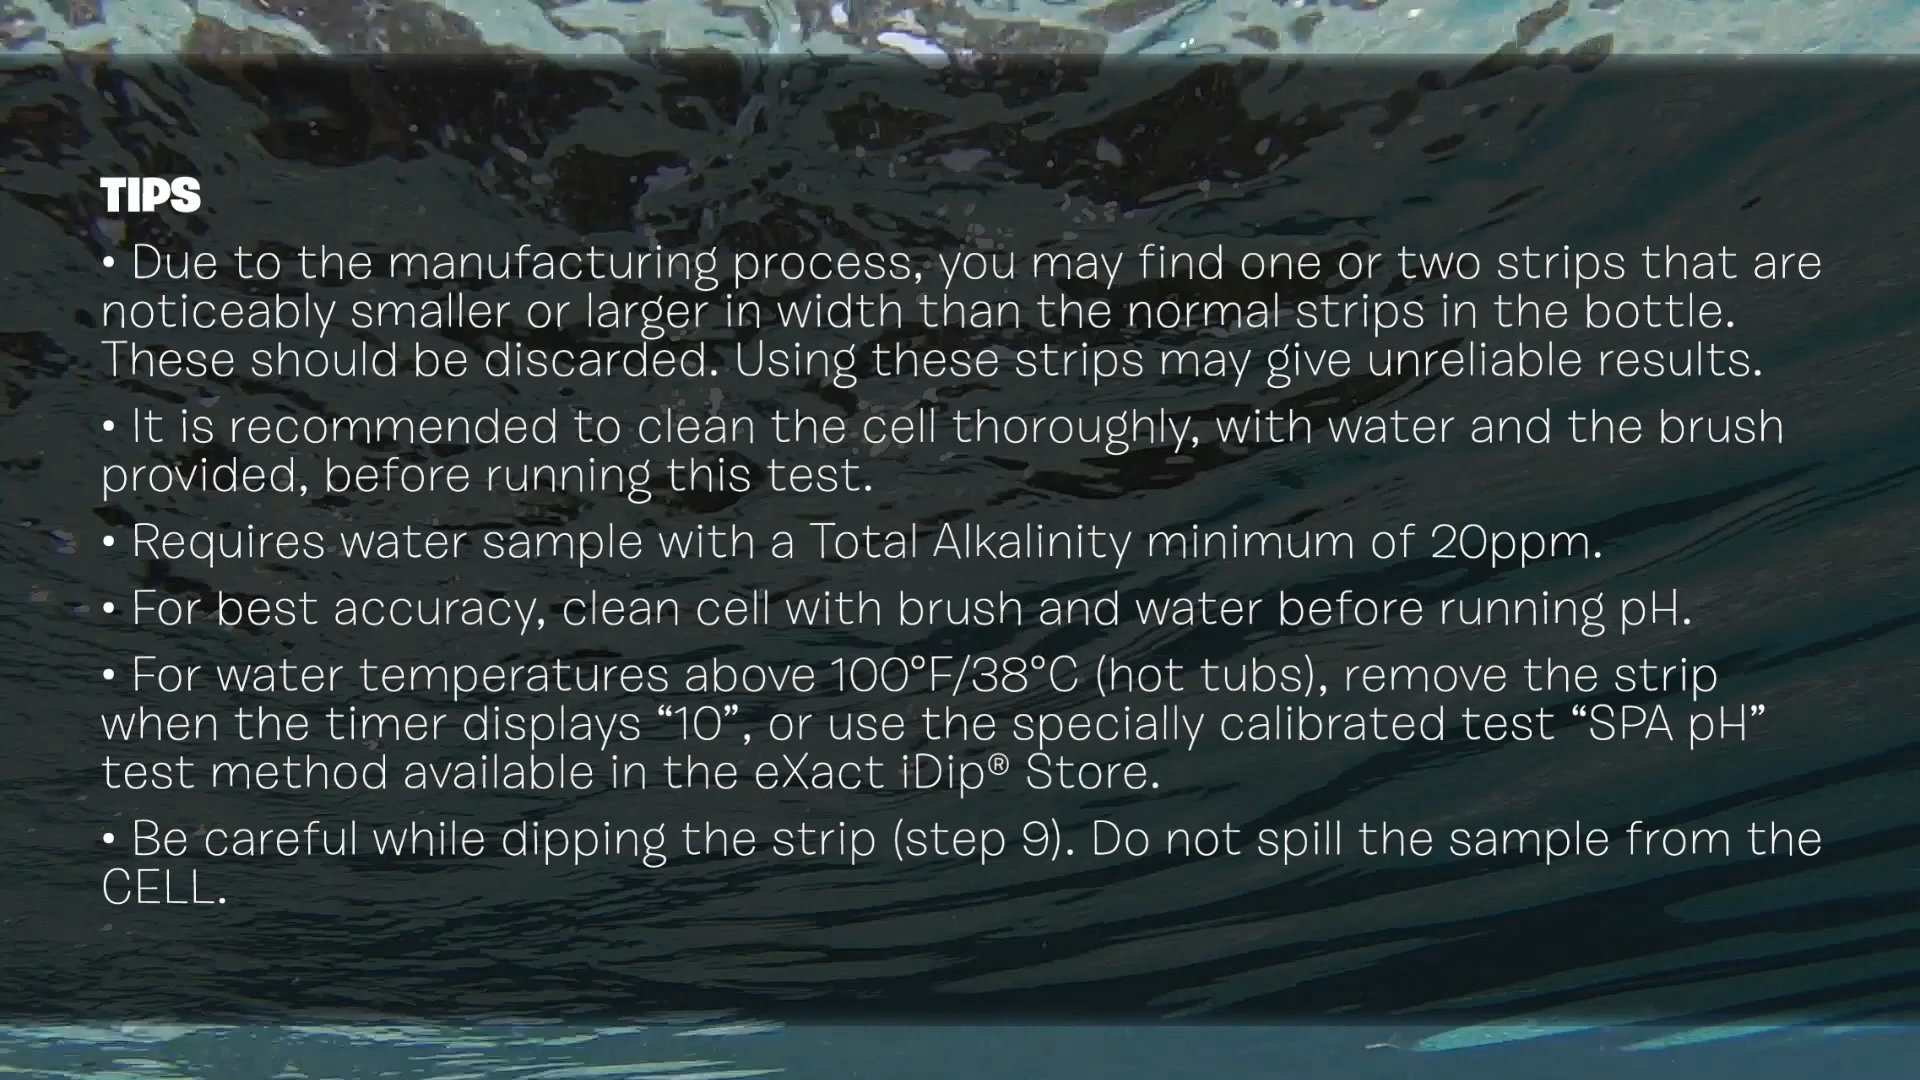 TIPS
• Due to the manufacturing process, you may find one or two strips that are
noticeably smaller or larger in width than the normal strips in the bottle.
These should be discarded. Using these strips may give unreliable results.
• It is recommended to clean the cell thoroughly, with water and the brush
provided, before running this test.
• Requires water sample with a Total Alkalinity minimum of 20ppm.
• For best accuracy, clean cell with brush and water before running pH.
• For water temperatures above 100°F/38°C (hot tubs), remove the strip
when the timer displays “10”, or use the specially calibrated test “SPA pH”
test method available in the eXact iDip® Store.
• Be careful while dipping the strip (step 9). Do not spill the sample from the
CELL.